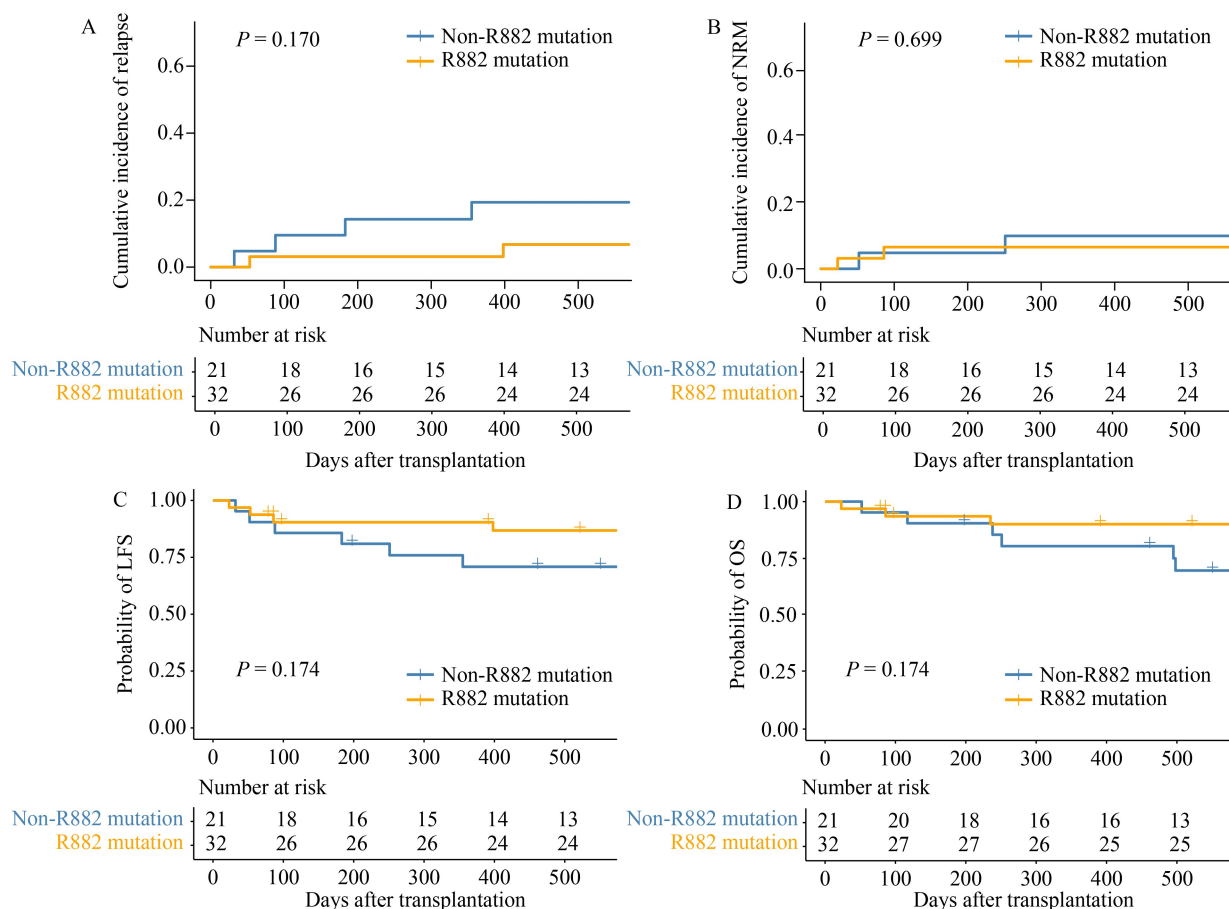 A
P = 0.170
Non-R882 mutation
R882 mutation
Cumulative incidence of relapse
0.6
0.4
0.2
0.0
0 100 200 300 400 500
Number at risk
Non-R882 mutation 21 18 16 15 14 13
R882 mutation 32 26 26 26 24 24
0 100 200 300 400 500
Days after transplantation
B
P = 0.699
Non-R882 mutation
R882 mutation
Cumulative incidence of NRM
0.6
0.4
0.2
0.0
0 100 200 300 400 500
Number at risk
Non-R882 mutation 21 18 16 15 14 13
R882 mutation 32 26 26 26 24 24
0 100 200 300 400 500
Days after transplantation
C
Probability of LFS
1.00
0.75
0.50
0.25
0.00
P = 0.174
Non-R882 mutation
R882 mutation
0 100 200 300 400 500
Number at risk
Non-R882 mutation 21 18 16 15 14 13
R882 mutation 32 26 26 26 24 24
0 100 200 300 400 500
Days after transplantation
D
Probability of OS
1.00
0.75
0.50
0.25
0.00
P = 0.174
Non-R882 mutation
R882 mutation
0 100 200 300 400 500
Number at risk
Non-R882 mutation 21 20 18 16 16 13
R882 mutation 32 27 27 26 25 25
0 100 200 300 400 500
Days after transplantation